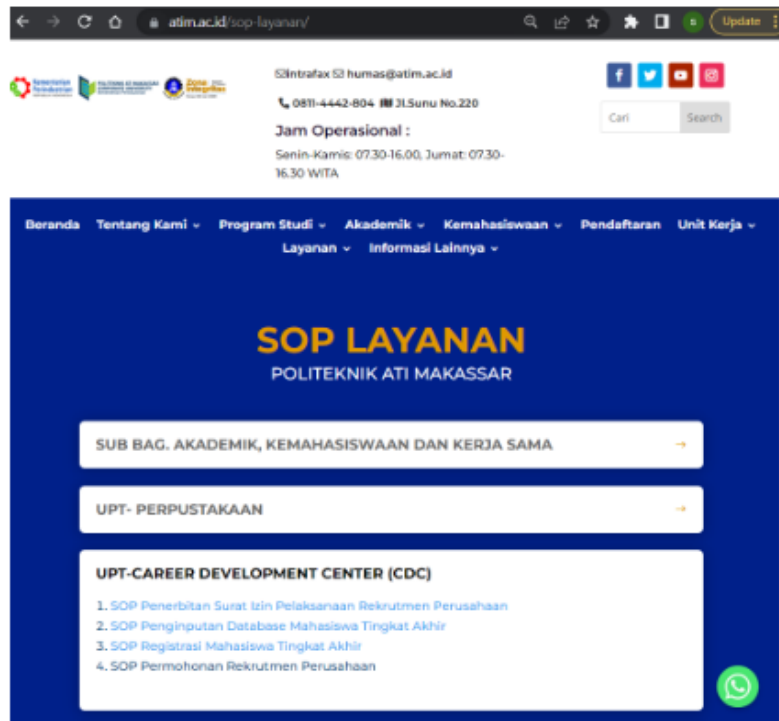 atim.ac.id/sop-layanan/
Update
Kementerian
Perindustrian
Zona
Integritas
intrafax humas@atim.ac.id
0811-4442-804 Jl.Sunu No.220
Jam Operasional :
Senin-Kamis: 07.30-16.00, Jumat: 07.30-
16.30 WITA
Cari Search
Beranda Tentang Kami Program Studi Akademik Kemahasiswaan Pendaftaran Unit Kerja
Layanan Informasi Lainnya
SOP LAYANAN
POLITEKNIK ATI MAKASSAR
SUB BAG. AKADEMIK, KEMAHASISWAAN DAN KERJA SAMA →
UPT- PERPUSTAKAAN →
UPT-CAREER DEVELOPMENT CENTER (CDC)
1. SOP Penerbitan Surat Izin Pelaksanaan Rekrutmen Perusahaan
2. SOP Penginputan Database Mahasiswa Tingkat Akhir
3. SOP Registrasi Mahasiswa Tingkat Akhir
4. SOP Permohonan Rekrutmen Perusahaan